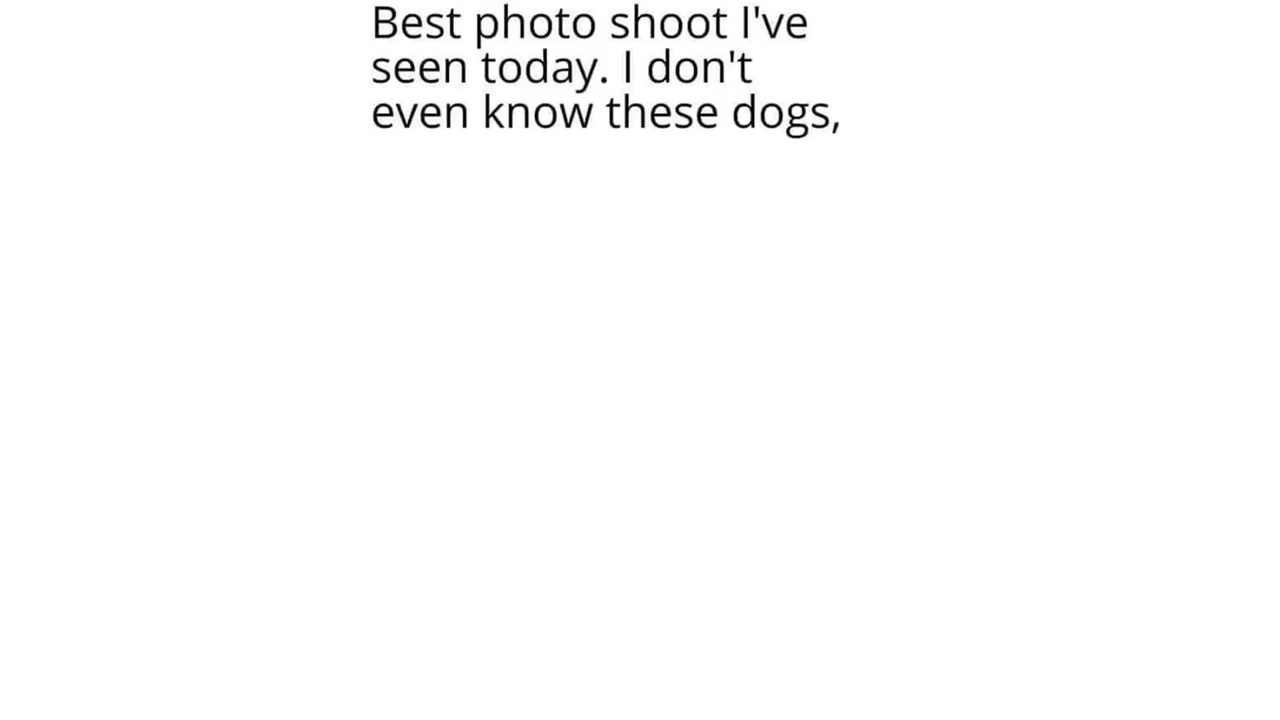 Best photo shoot I've
seen today. I don't
even know these dogs,